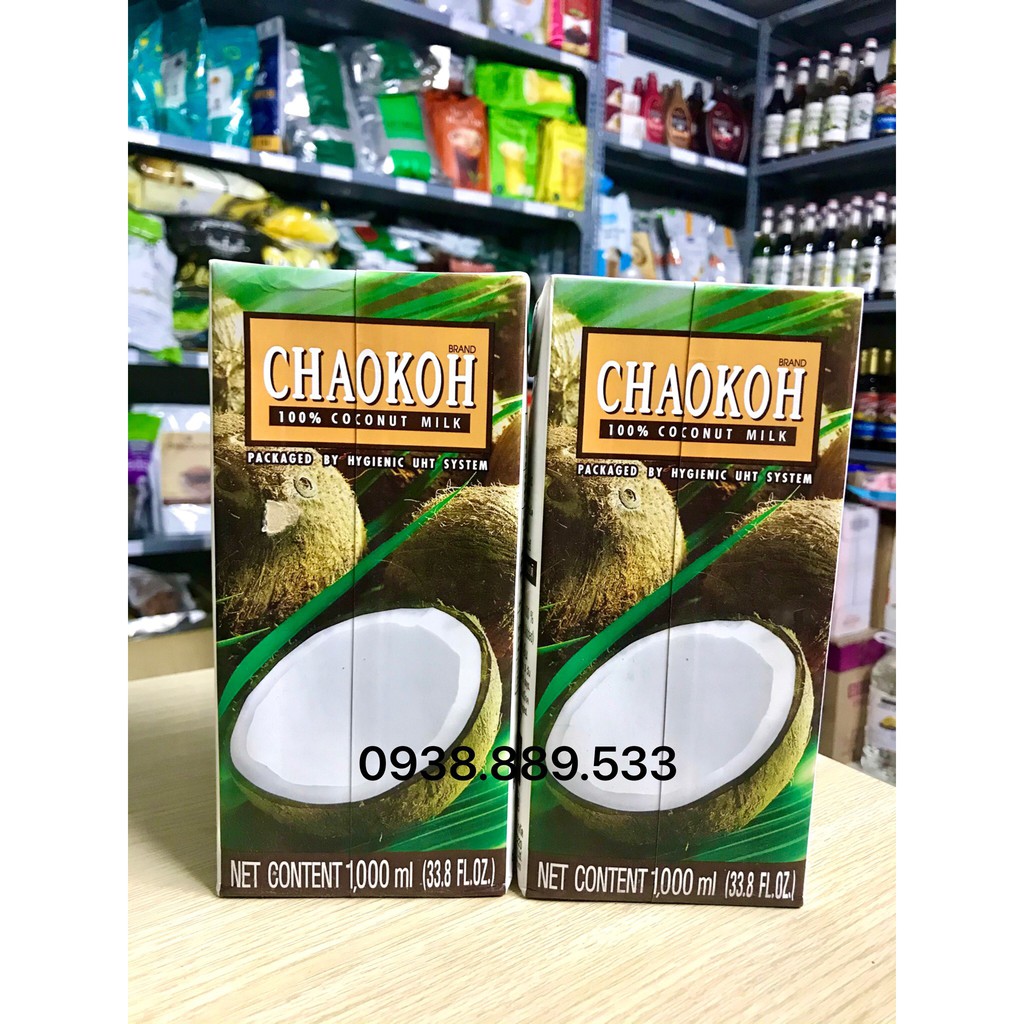 BRAND
CHAOKOH
100% COCONUT MILK
PACKAGED BY HYGIENIC UHT SYSTEM
NET CONTENT 1,000 ml (33.8 FL.OZ.)
BRAND
CHAOKOH
100% COCONUT MILK
PACKAGED BY HYGIENIC UHT SYSTEM
NET CONTENT 1,000 ml (33.8 FL.OZ.)
0938.889.533